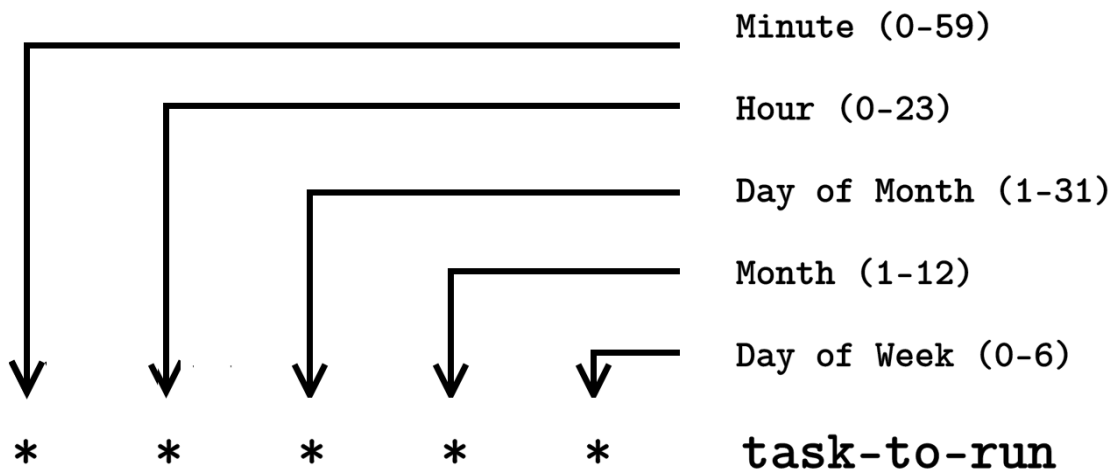 Minute (0-59)
Hour (0-23)
Day of Month (1-31)
Month (1-12)
Day of Week (0-6)
* * * * * task-to-run